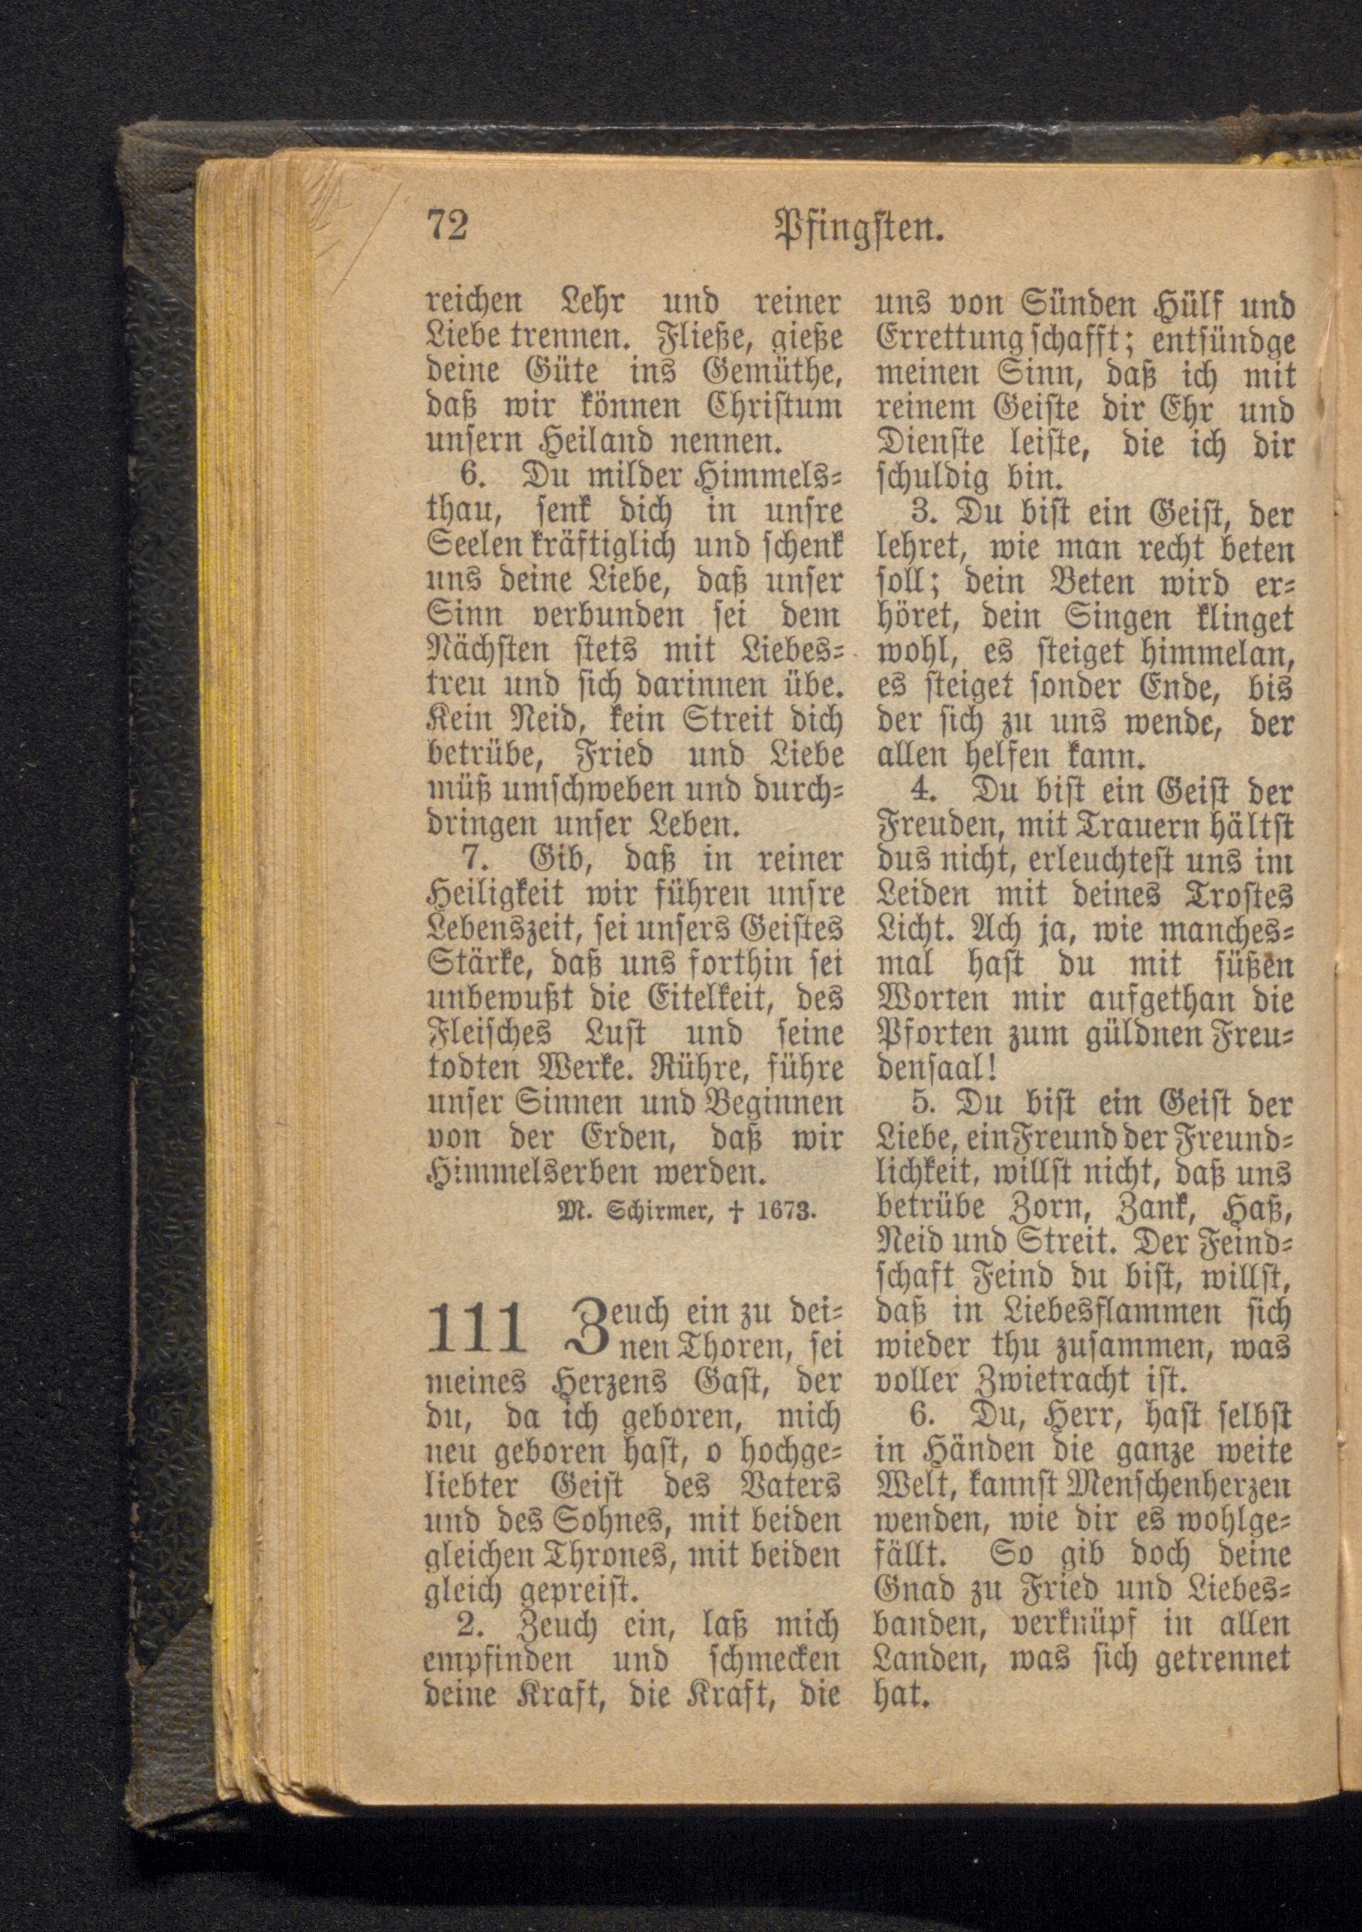 72
Pfingsten.
reichen Lehr und reiner
Liebe trennen. Fließe, gieße
deine Güte ins Gemüthe,
daß wir können Christum
unsern Heiland nennen.
6. Du milder Himmels=
thau, senk dich in unsre
Seelen kräftiglich und schenk
uns deine Liebe, daß unser
Sinn verbunden sei dem
Nächsten stets mit Liebes=
treu und sich darinnen übe.
Kein Neid, kein Streit dich
betrübe, Fried und Liebe
müß umschweben und durch=
dringen unser Leben.
7. Gib, daß in reiner
Heiligkeit wir führen unsre
Lebenszeit, sei unsers Geistes
Stärke, daß uns forthin sei
unbewußt die Eitelkeit, des
Fleisches Lust und seine
todten Werke. Rühre, führe
unser Sinnen und Beginnen
von der Erden, daß wir
Himmelserben werden.
M. Schirmer, † 1673.
111 Zeuch ein zu dei=
nen Thoren, sei
meines Herzens Gast, der
du, da ich geboren, mich
neu geboren hast, o hochge=
liebter Geist des Vaters
und des Sohnes, mit beiden
gleichen Thrones, mit beiden
gleich gepreist.
2. Zeuch ein, laß mich
empfinden und schmecken
deine Kraft, die Kraft, die
uns von Sünden Hülf und
Errettung schafft; entsündge
meinen Sinn, daß ich mit
reinem Geiste dir Ehr und
Dienste leiste, die ich dir
schuldig bin.
3. Du bist ein Geist, der
lehret, wie man recht beten
soll; dein Beten wird er=
höret, dein Singen klinget
wohl, es steiget himmelan,
es steiget sonder Ende, bis
der sich zu uns wende, der
allen helfen kann.
4. Du bist ein Geist der
Freuden, mit Trauern hältst
dus nicht, erleuchtest uns im
Leiden mit deines Trostes
Licht. Ach ja, wie manches=
mal hast du mit süßen
Worten mir aufgethan die
Pforten zum güldnen Freu=
densaal!
5. Du bist ein Geist der
Liebe, ein Freund der Freund=
lichkeit, willst nicht, daß uns
betrübe Zorn, Zank, Haß,
Neid und Streit. Der Feind=
schaft Feind du bist, willst,
daß in Liebesflammen sich
wieder thu zusammen, was
voller Zwietracht ist.
6. Du, Herr, hast selbst
in Händen die ganze weite
Welt, kannst Menschenherzen
wenden, wie dir es wohlge=
fällt. So gib doch deine
Gnad zu Fried und Liebes=
banden, verknüpf in allen
Landen, was sich getrennet
hat.